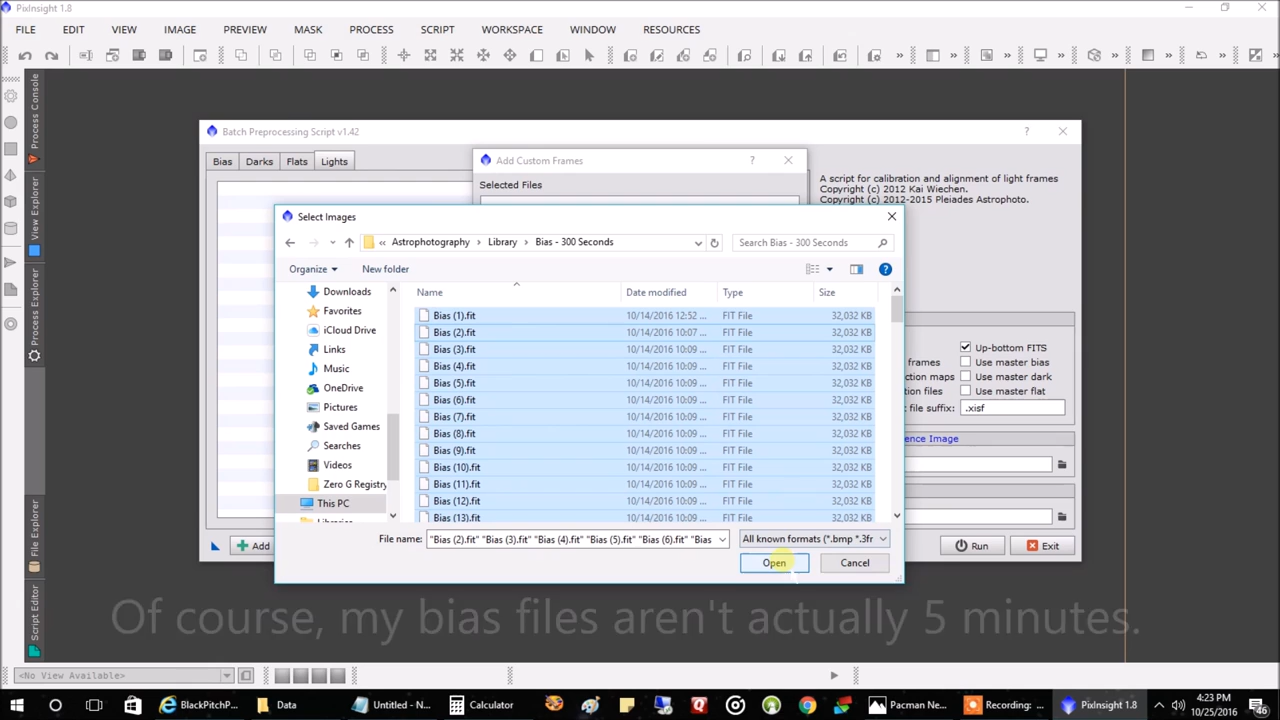 PixInsight 1.8
FILE EDIT VIEW IMAGE PREVIEW MASK PROCESS SCRIPT WORKSPACE WINDOW RESOURCES
Process Console
View Explorer
Process Explorer
File Explorer
Script Editor
Batch Preprocessing Script v1.42
Bias Darks Flats Lights
Add Custom Frames
Selected Files
A script for calibration and alignment of light frames
Copyright (c) 2012 Kai Wiechen.
Copyright (c) 2012-2015 Pleiades Astrophoto.
Select Images
« Astrophotography > Library > Bias - 300 Seconds
Search Bias - 300 Seconds
Organize New folder
Downloads
Favorites
iCloud Drive
Links
Music
OneDrive
Pictures
Saved Games
Searches
Videos
Zero G Registry
This PC
Libraries
Name Date modified Type Size
Bias (1).fit 10/14/2016 12:52 ... FIT File 32,032 KB
Bias (2).fit 10/14/2016 10:07 ... FIT File 32,032 KB
Bias (3).fit 10/14/2016 10:09 ... FIT File 32,032 KB
Bias (4).fit 10/14/2016 10:09 ... FIT File 32,032 KB
Bias (5).fit 10/14/2016 10:09 ... FIT File 32,032 KB
Bias (6).fit 10/14/2016 10:09 ... FIT File 32,032 KB
Bias (7).fit 10/14/2016 10:09 ... FIT File 32,032 KB
Bias (8).fit 10/14/2016 10:09 ... FIT File 32,032 KB
Bias (9).fit 10/14/2016 10:09 ... FIT File 32,032 KB
Bias (10).fit 10/14/2016 10:09 ... FIT File 32,032 KB
Bias (11).fit 10/14/2016 10:09 ... FIT File 32,032 KB
Bias (12).fit 10/14/2016 10:09 ... FIT File 32,032 KB
Bias (13).fit 10/14/2016 10:09 ... FIT File 32,032 KB
File name: "Bias (2).fit" "Bias (3).fit" "Bias (4).fit" "Bias (5).fit" "Bias (6).fit" "Bias All known formats (*.bmp *.3fr
Open Cancel
Up-bottom FITS
frames Use master bias
ction maps Use master dark
tion files Use master flat
t file suffix: .xisf
ence Image
Add
Run Exit
Of course, my bias files aren't actually 5 minutes.
<No View Available>
BlackPitchP... Data Untitled - No... Calculator Pacman Ne... Recording: ... PixInsight 1.8
4:23 PM
10/25/2016
46